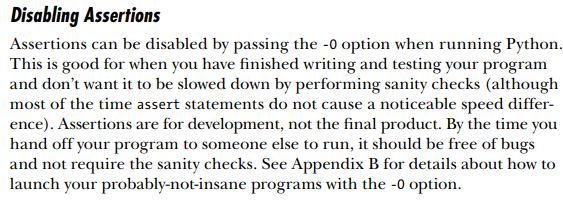 Disabling Assertions
Assertions can be disabled by passing the -O option when running Python.
This is good for when you have finished writing and testing your program
and don't want it to be slowed down by performing sanity checks (although
most of the time assert statements do not cause a noticeable speed differ-
ence). Assertions are for development, not the final product. By the time you
hand off your program to someone else to run, it should be free of bugs
and not require the sanity checks. See Appendix B for details about how to
launch your probably-not-insane programs with the -O option.